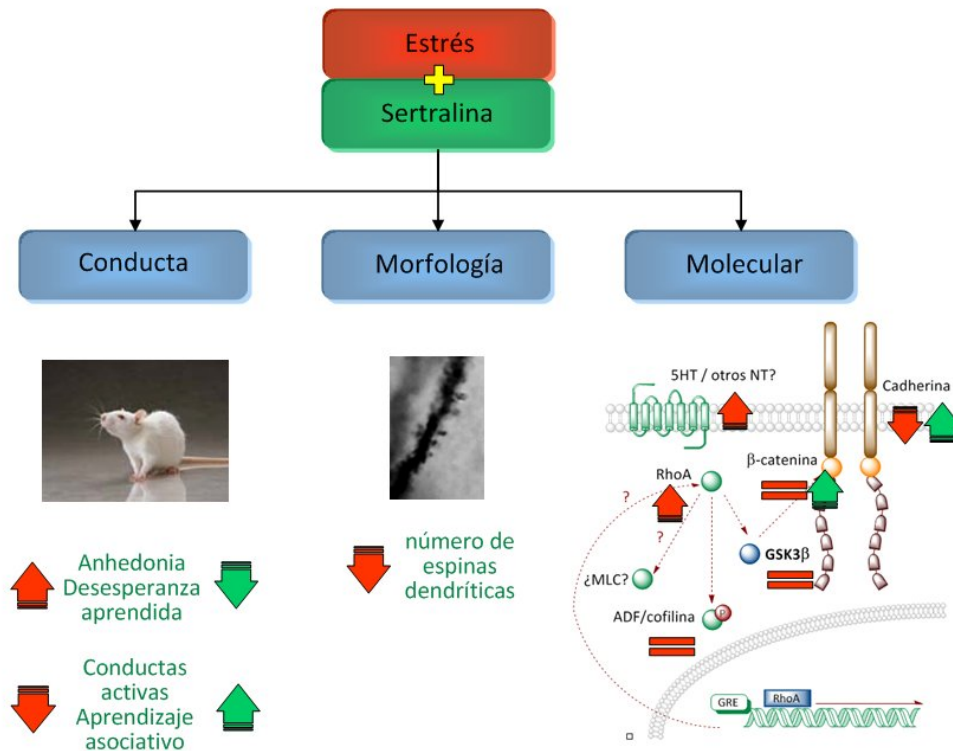 Estrés
Sertralina
Conducta
Morfología
Molecular
Anhedonia
Desesperanza
aprendida
Conductas
activas
Aprendizaje
asociativo
número de
espinas
dendríticas
5HT / otros NT?
Cadherina
β-catenina
RhoA
?
?
GSK3β
¿MLC?
ADF/cofilina
P
GRE
RhoA